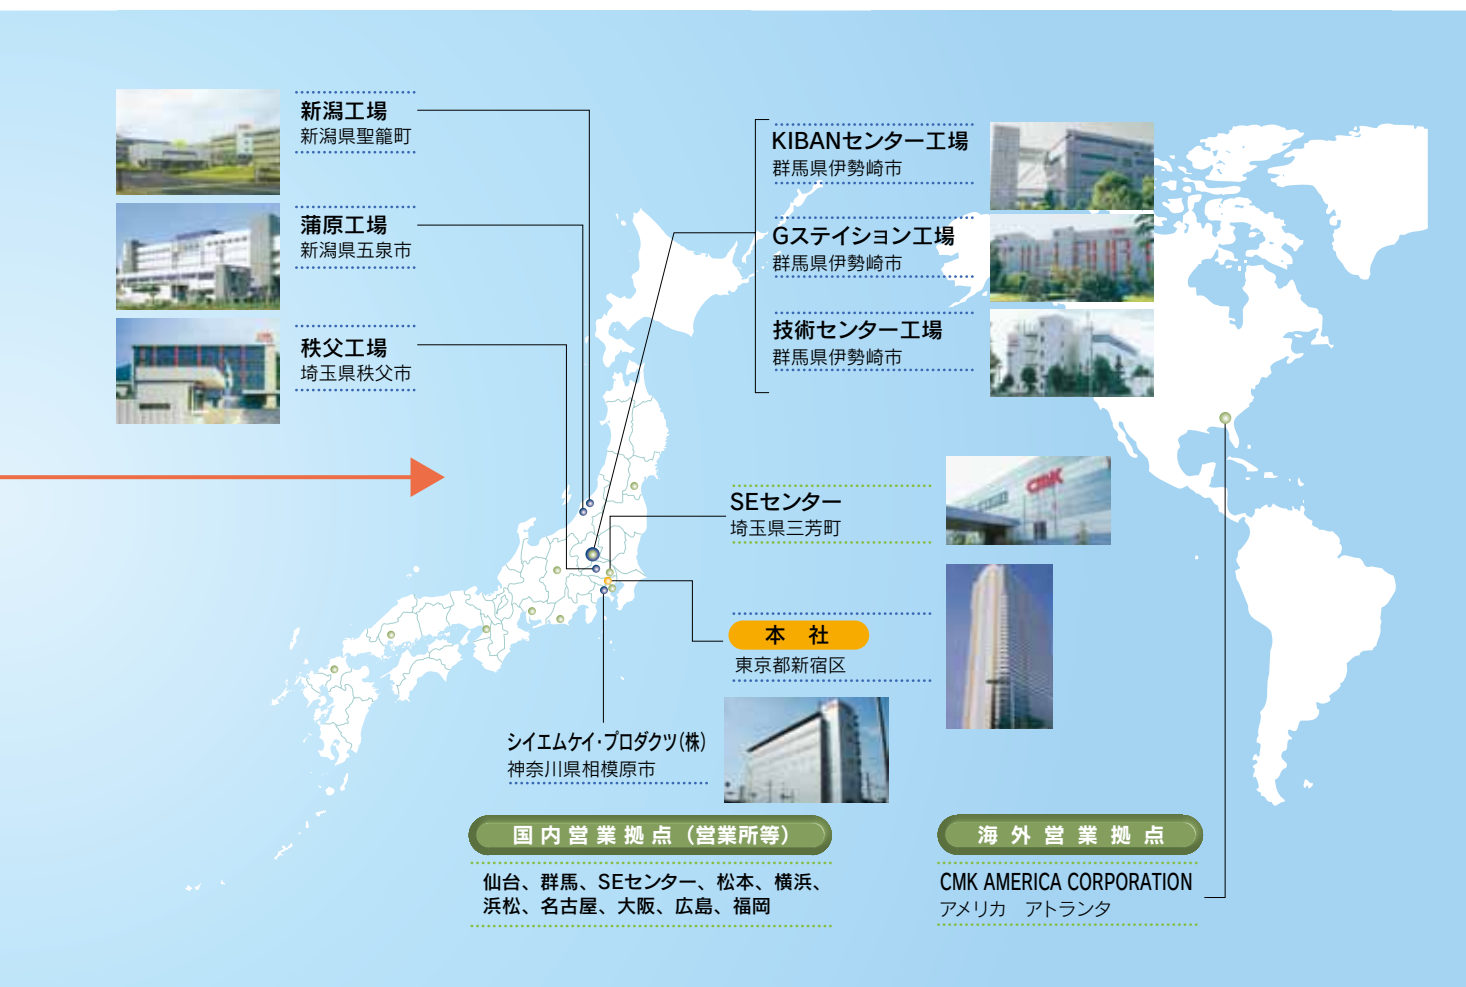 新潟工場
新潟県聖籠町
蒲原工場
新潟県五泉市
秩父工場
埼玉県秩父市
KIBANセンター工場
群馬県伊勢崎市
Gステイション工場
群馬県伊勢崎市
技術センター工場
群馬県伊勢崎市
SEセンター
埼玉県三芳町
CMK
本 社
東京都新宿区
シイエムケイ・プロダクツ(株)
神奈川県相模原市
国内営業拠点（営業所等）
仙台、群馬、SEセンター、松本、横浜、
浜松、名古屋、大阪、広島、福岡
海外営業拠点
CMK AMERICA CORPORATION
アメリカ　アトランタ